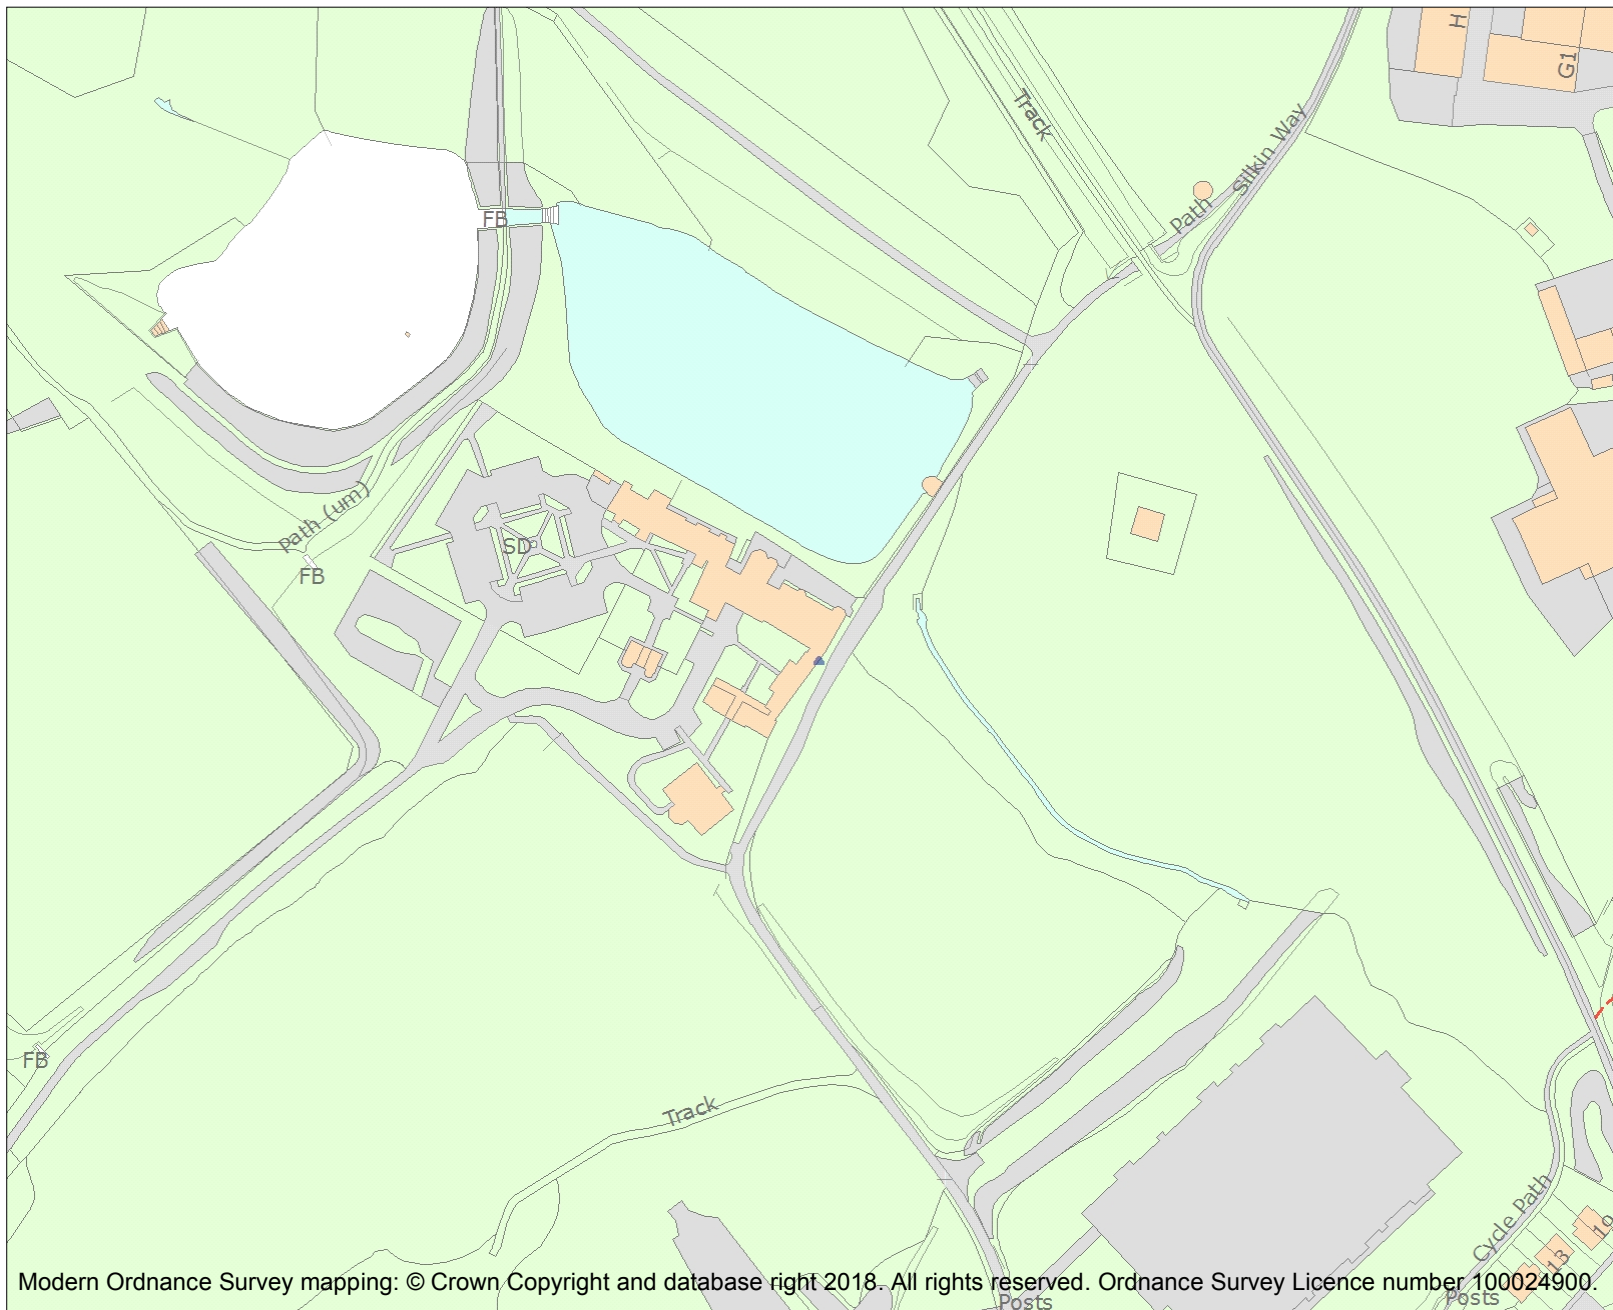 H
G1
Track
Silkin Way
Path
FB
SD
Path (um)
FB
FB
Track
Cycle Path
19
13
Modern Ordnance Survey mapping: © Crown Copyright and database right 2018. All rights reserved. Ordnance Survey Licence number 100024900.
Posts
Posts